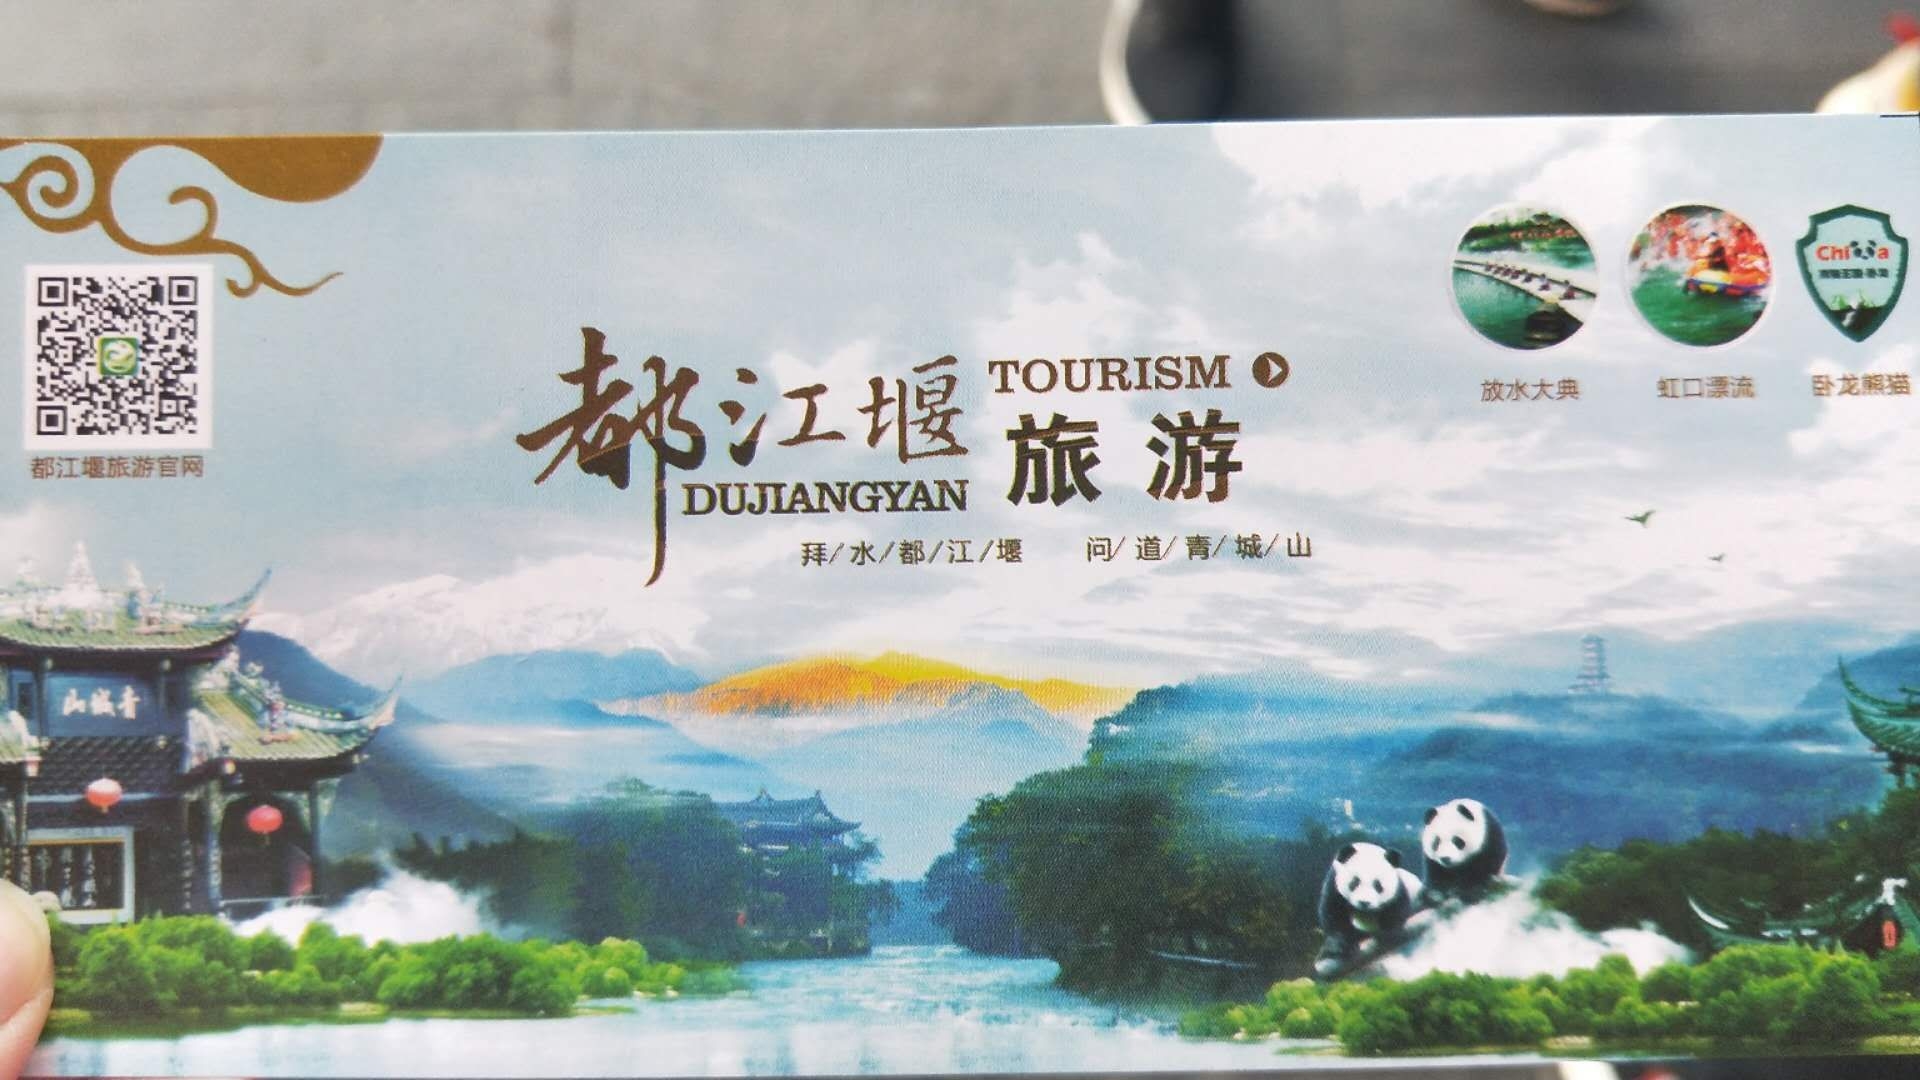 都江堰旅游官网
都江堰
DUJIANGYAN
TOURISM
旅游
拜/水/都/江/堰 问/道/青/城/山
放水大典
虹口漂流
卧龙熊猫
China
青城山